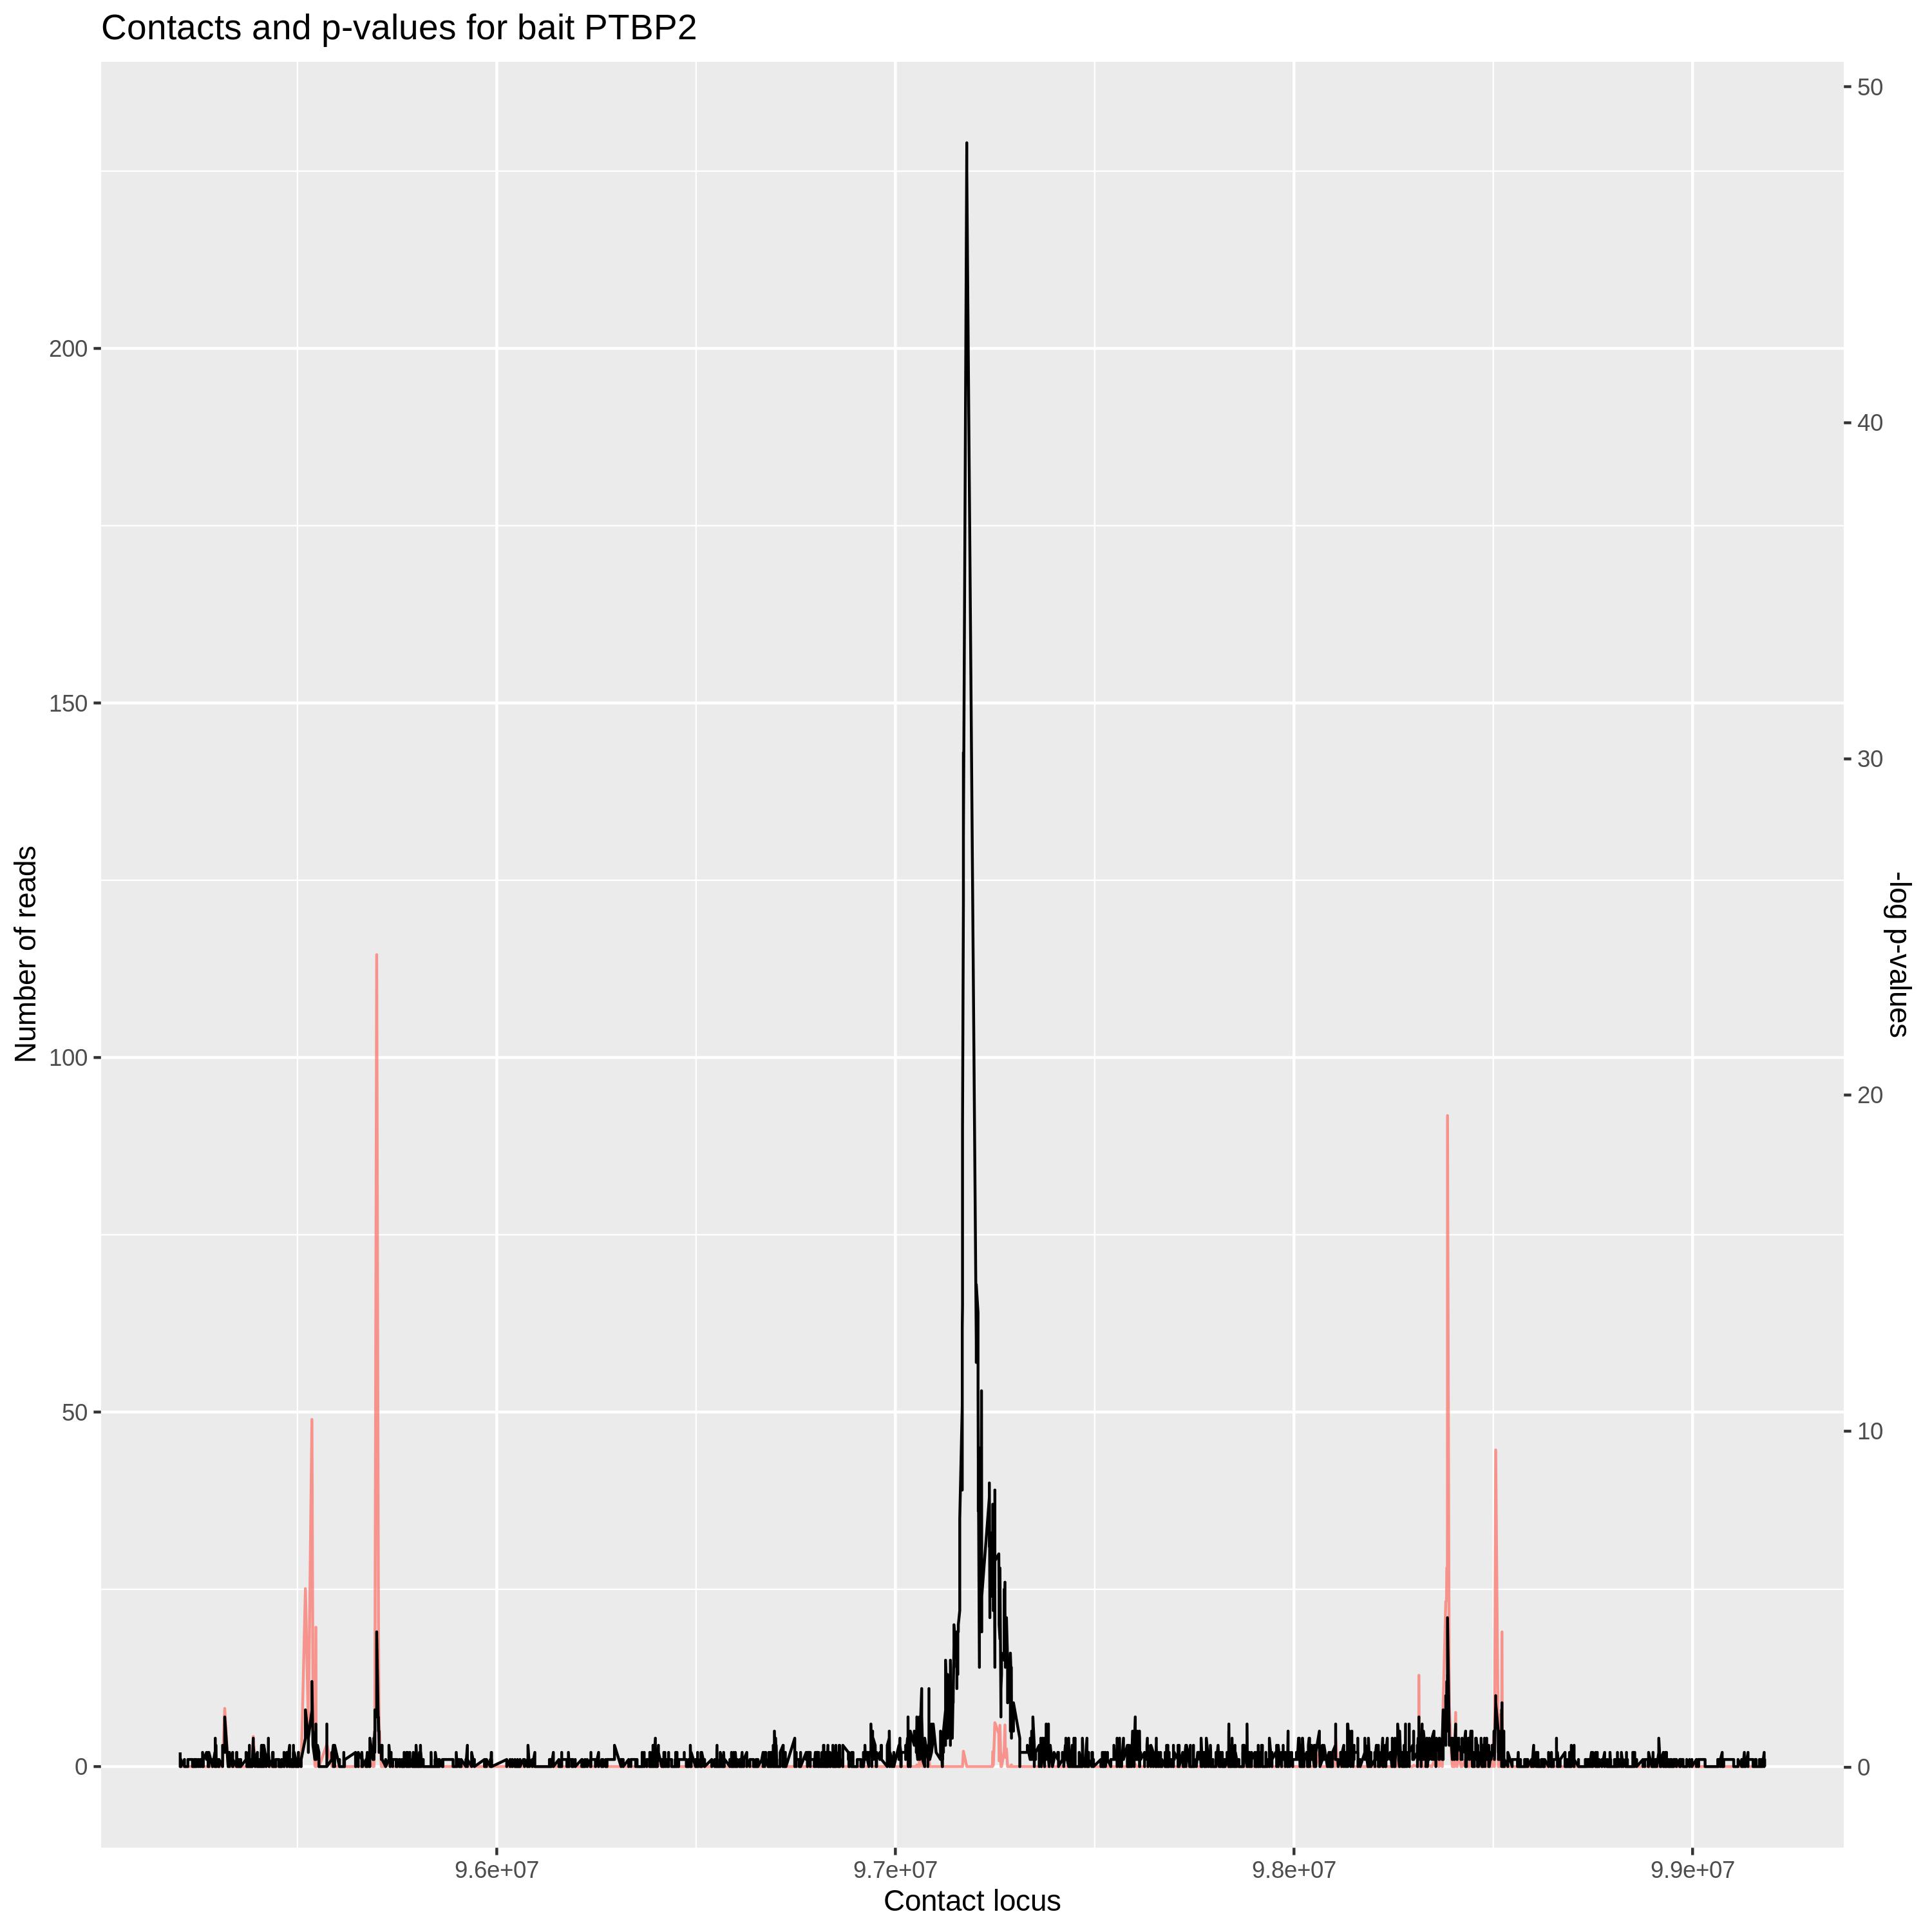 Contacts and p-values for bait PTBP2
Number of reads
200
150
100
50
0
50
40
30
20
10
0
-log p-values
9.6e+07 9.7e+07 9.8e+07 9.9e+07
Contact locus